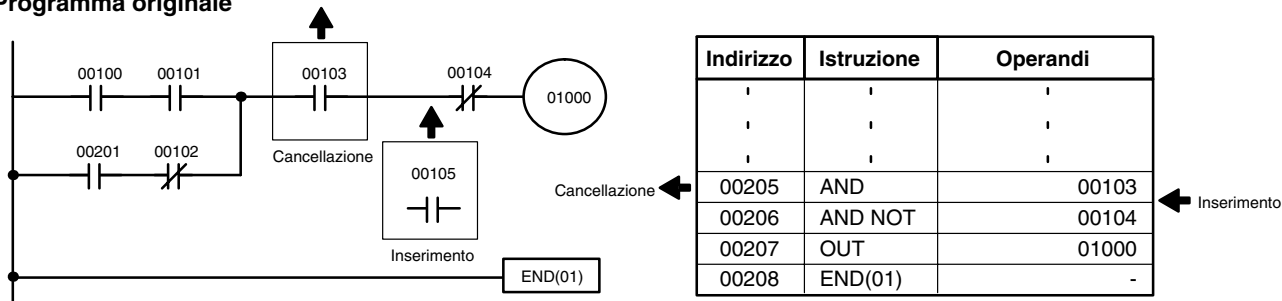 Programma originale
00100 00101 00103 00104
01000
00201 00102
Cancellazione
00105
Inserimento
END(01)
Indirizzo Istruzione Operandi
Cancellazione 00205 AND 00103
Inserimento
00206 AND NOT 00104
00207 OUT 01000
00208 END(01) -